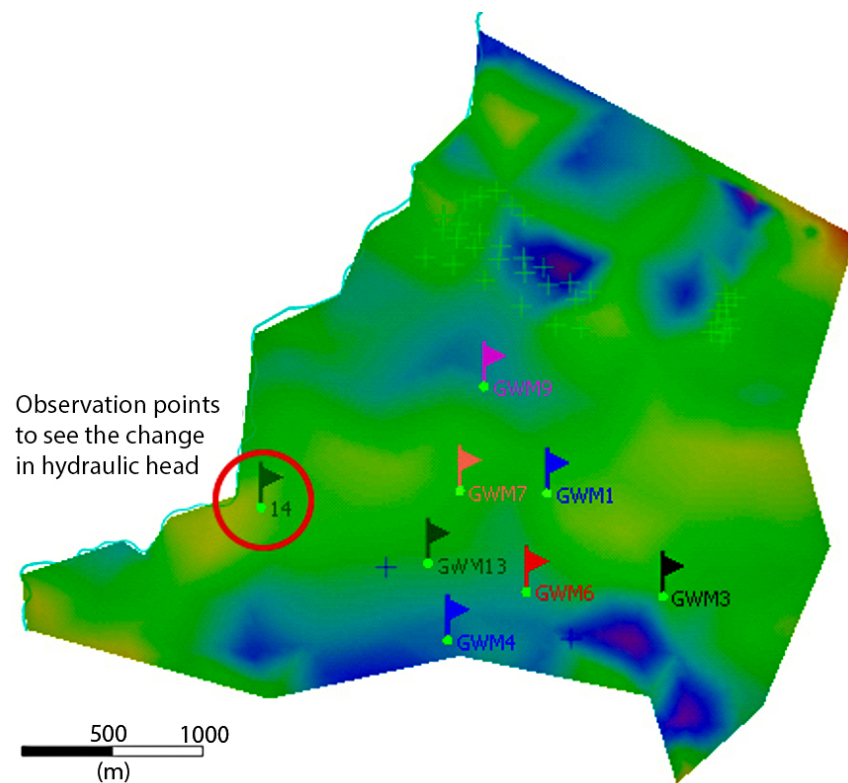 GWM9
Observation points
to see the change
in hydraulic head
14
GWM7
GWM1
GWM13
GWM6
GWM3
GWM4
500 1000
(m)